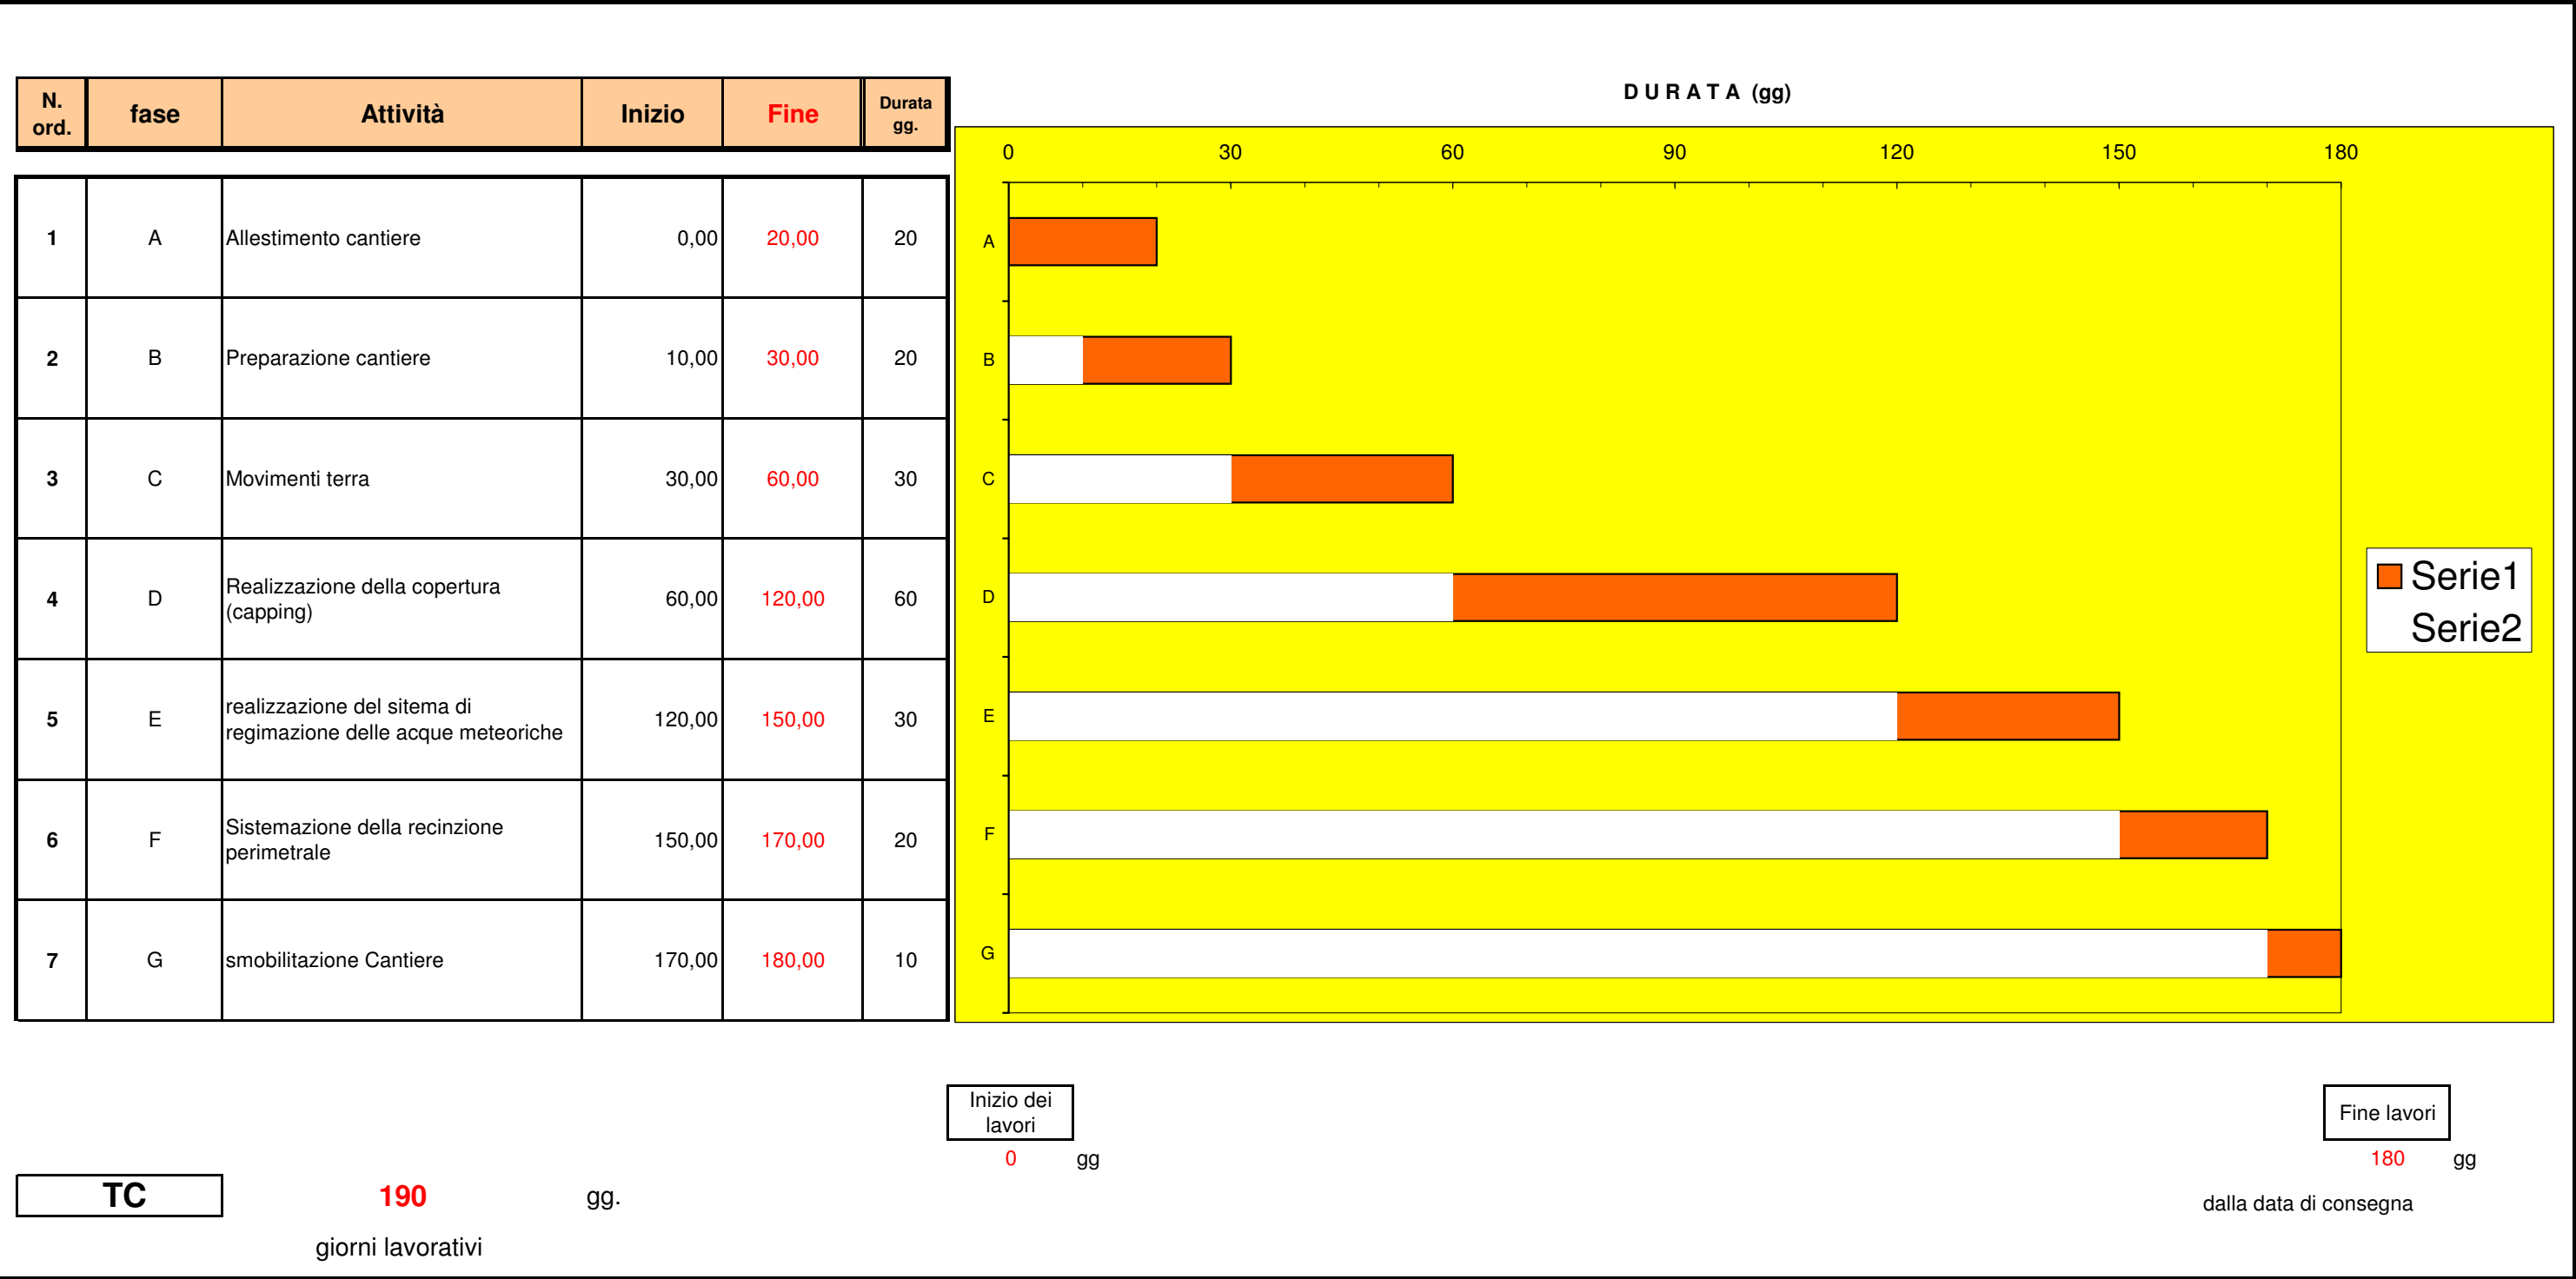 D U R A T A (gg)
N. ord.
fase
Attività
Inizio
Fine
Durata gg.
1 A Allestimento cantiere 0,00 20,00 20
2 B Preparazione cantiere 10,00 30,00 20
3 C Movimenti terra 30,00 60,00 30
4 D Realizzazione della copertura
(capping) 60,00 120,00 60
5 E realizzazione del sitema di
regimazione delle acque meteoriche 120,00 150,00 30
6 F Sistemazione della recinzione
perimetrale 150,00 170,00 20
7 G smobilitazione Cantiere 170,00 180,00 10
0 30 60 90 120 150 180
A
B
C
D
E
F
G
Serie1
Serie2
Inizio dei
lavori
0 gg
Fine lavori
180 gg
dalla data di consegna
TC 190 gg.
giorni lavorativi